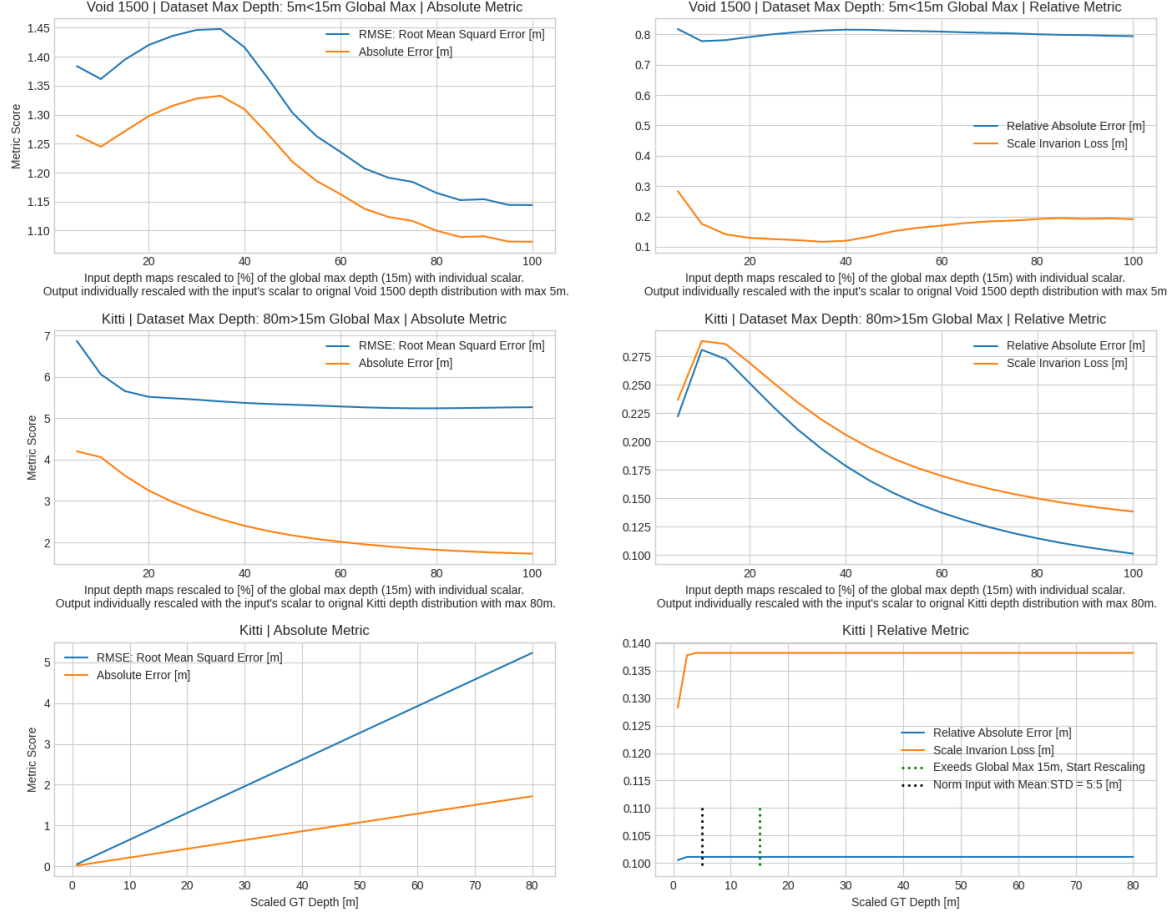 Void 1500 | Dataset Max Depth: 5m<15m Global Max | Absolute Metric
1.45
1.40
1.35
1.30
1.25
1.20
1.15
1.10
Metric Score
RMSE: Root Mean Squard Error [m]
Absolute Error [m]
20 40 60 80 100
Input depth maps rescaled to [%] of the global max depth (15m) with individual scalar.
Output individually rescaled with the input's scalar to orignal Void 1500 depth distribution with max 5m.
Void 1500 | Dataset Max Depth: 5m<15m Global Max | Relative Metric
0.8
0.7
0.6
0.5
0.4
0.3
0.2
0.1
Relative Absolute Error [m]
Scale Invarion Loss [m]
20 40 60 80 100
Input depth maps rescaled to [%] of the global max depth (15m) with individual scalar.
Output individually rescaled with the input's scalar to orignal Void 1500 depth distribution with max 5m
Kitti | Dataset Max Depth: 80m>15m Global Max | Absolute Metric
7
6
5
4
3
2
Metric Score
RMSE: Root Mean Squard Error [m]
Absolute Error [m]
20 40 60 80 100
Input depth maps rescaled to [%] of the global max depth (15m) with individual scalar.
Output individually rescaled with the input's scalar to orignal Kitti depth distribution with max 80m.
Kitti | Dataset Max Depth: 80m>15m Global Max | Relative Metric
0.275
0.250
0.225
0.200
0.175
0.150
0.125
0.100
Relative Absolute Error [m]
Scale Invarion Loss [m]
20 40 60 80 100
Input depth maps rescaled to [%] of the global max depth (15m) with individual scalar.
Output individually rescaled with the input's scalar to orignal Kitti depth distribution with max 80m.
Kitti | Absolute Metric
5
4
3
2
1
0
Metric Score
RMSE: Root Mean Squard Error [m]
Absolute Error [m]
0 10 20 30 40 50 60 70 80
Scaled GT Depth [m]
Kitti | Relative Metric
0.140
0.135
0.130
0.125
0.120
0.115
0.110
0.105
0.100
Relative Absolute Error [m]
Scale Invarion Loss [m]
Exceeds Global Max 15m, Start Rescaling
Norm Input with Mean:STD = 5:5 [m]
0 10 20 30 40 50 60 70 80
Scaled GT Depth [m]